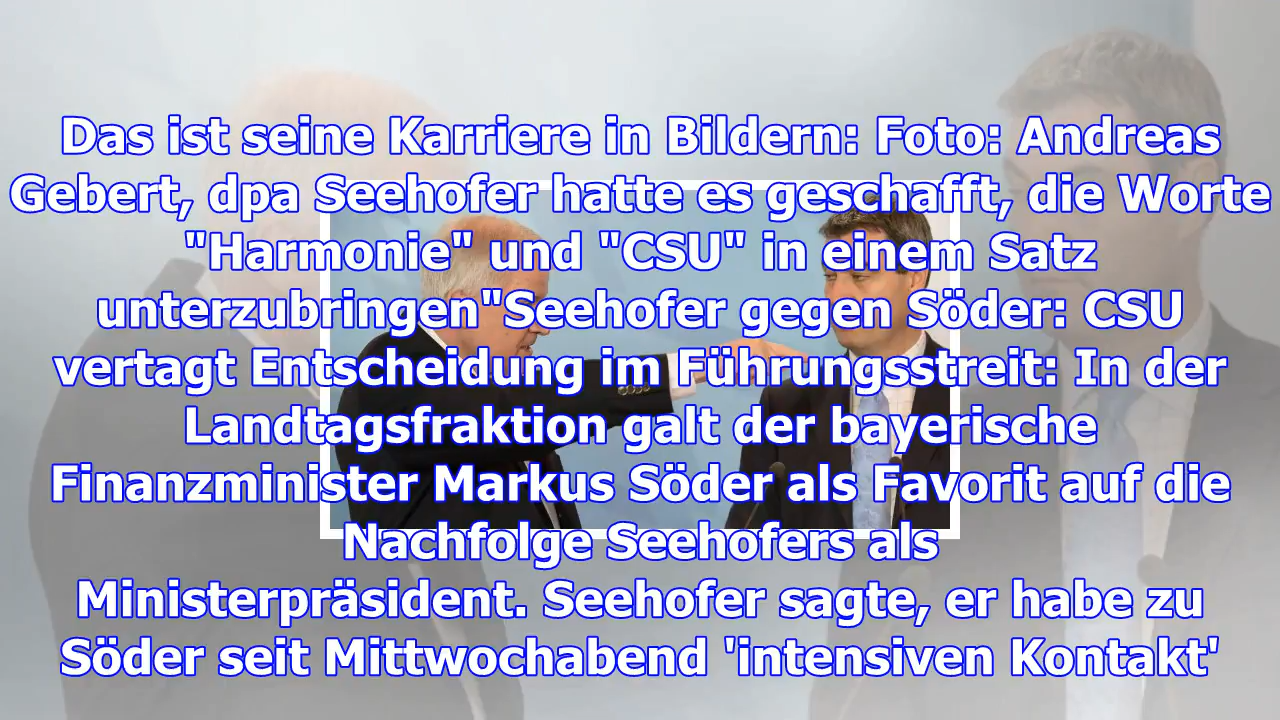 Das ist seine Karriere in Bildern: Foto: Andreas
Gebert, dpa Seehofer hatte es geschafft, die Worte
"Harmonie" und "CSU" in einem Satz
unterzubringen"Seehofer gegen Söder: CSU
vertagt Entscheidung im Führungsstreit: In der
Landtagsfraktion galt der bayerische
Finanzminister Markus Söder als Favorit auf die
Nachfolge Seehofers als
Ministerpräsident. Seehofer sagte, er habe zu
Söder seit Mittwochabend 'intensiven Kontakt'